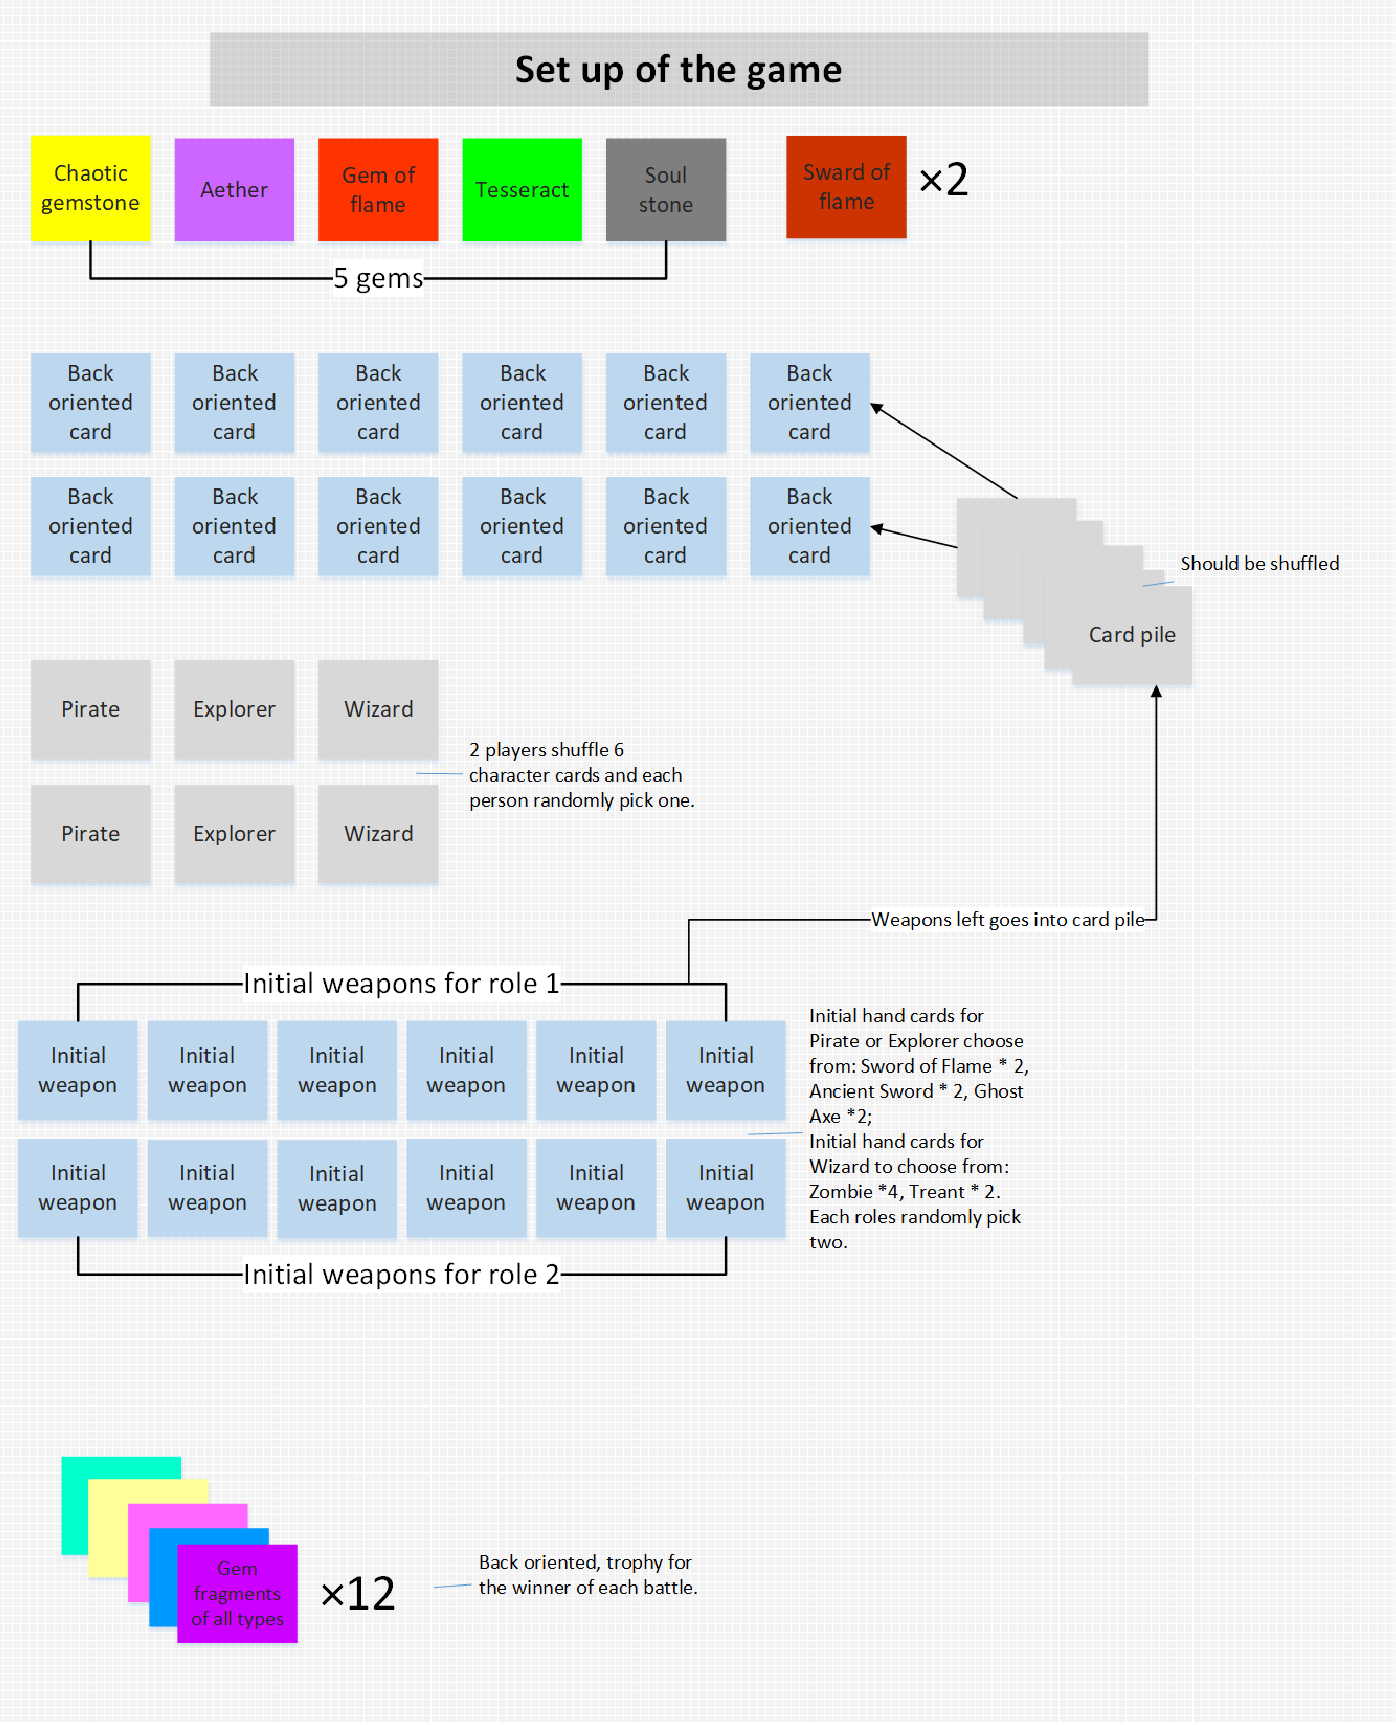 Set up of the game
Chaotic
gemstone
Aether
Gem of
flame
Tesseract
Soul
stone
Sward of
flame
×2
5 gems
Back
oriented
card
Back
oriented
card
Back
oriented
card
Back
oriented
card
Back
oriented
card
Back
oriented
card
Back
oriented
card
Back
oriented
card
Back
oriented
card
Back
oriented
card
Back
oriented
card
Back
oriented
card
Should be shuffled
Card pile
Pirate
Explorer
Wizard
2 players shuffle 6
character cards and each
person randomly pick one.
Pirate
Explorer
Wizard
Weapons left goes into card pile
Initial weapons for role 1
Initial
weapon
Initial
weapon
Initial
weapon
Initial
weapon
Initial
weapon
Initial
weapon
Initial hand cards for
Pirate or Explorer choose
from: Sword of Flame * 2,
Ancient Sword * 2, Ghost
Axe *2;
Initial hand cards for
Wizard to choose from:
Zombie *4, Treant * 2.
Each roles randomly pick
two.
Initial
weapon
Initial
weapon
Initial
weapon
Initial
weapon
Initial
weapon
Initial
weapon
Initial weapons for role 2
Gem
fragments
of all types
×12
Back oriented, trophy for
the winner of each battle.